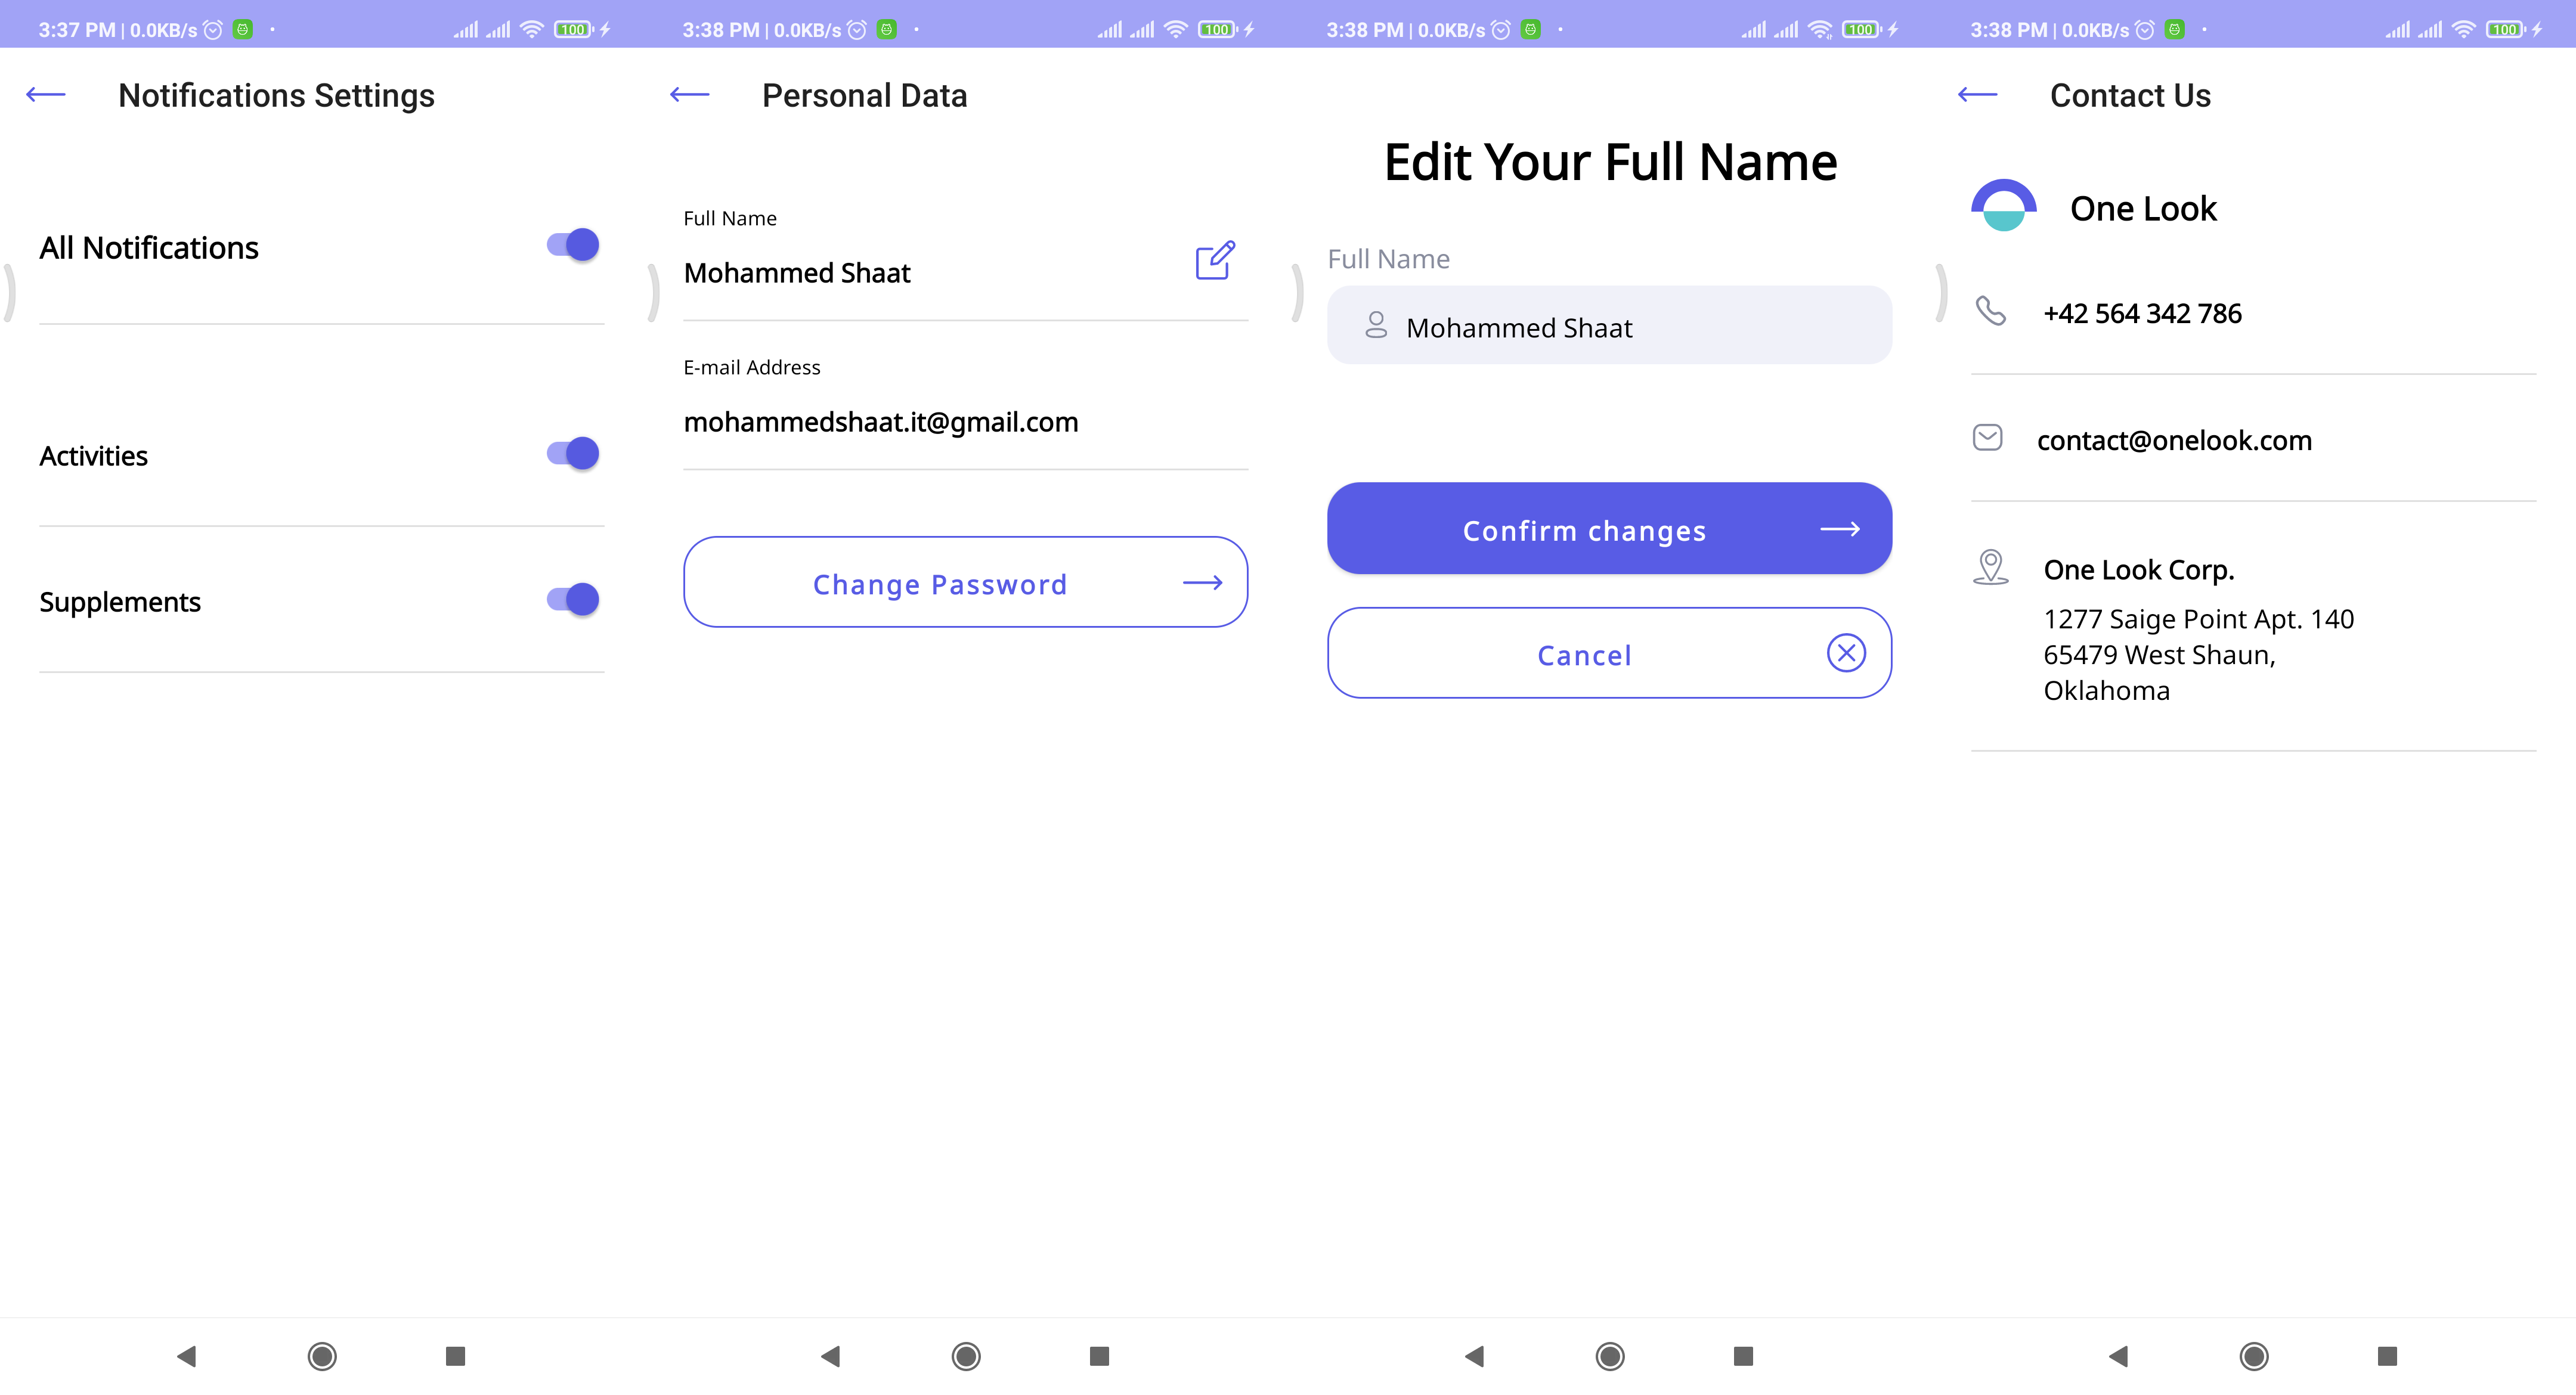 3:37 PM | 0.0KB/s
100
Notifications Settings
All Notifications
Activities
Supplements
3:38 PM | 0.0KB/s
100
Personal Data
Full Name
Mohammed Shaat
E-mail Address
mohammedshaat.it@gmail.com
Change Password
3:38 PM | 0.0KB/s
100
Edit Your Full Name
Full Name
Mohammed Shaat
Confirm changes
Cancel
3:38 PM | 0.0KB/s
100
Contact Us
One Look
+42 564 342 786
contact@onelook.com
One Look Corp.
1277 Saige Point Apt. 140
65479 West Shaun,
Oklahoma